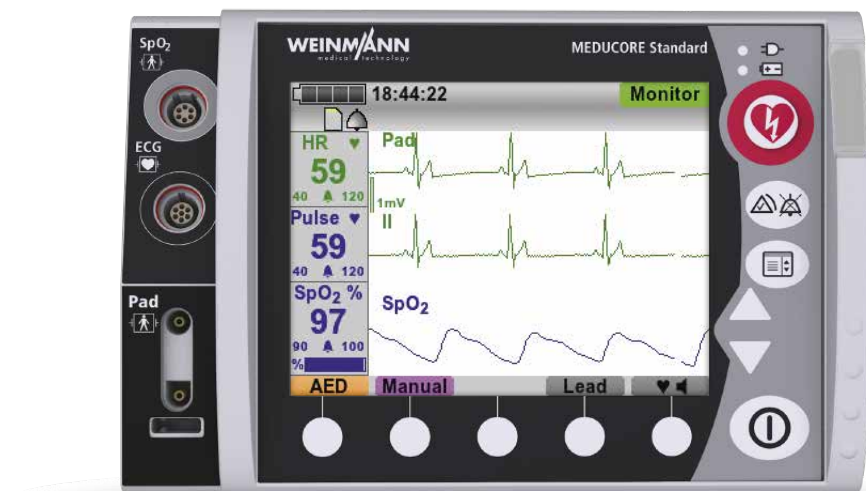 SpO₂
ECG
Pad
WEINMANN
medical technology
MEDUCORE Standard
18:44:22
Monitor
HR ♥
59
40 120
Pulse ♥
59
40 120
SpO₂ %
97
90 100
%
Pad
1mV
II
SpO₂
AED
Manual
Lead